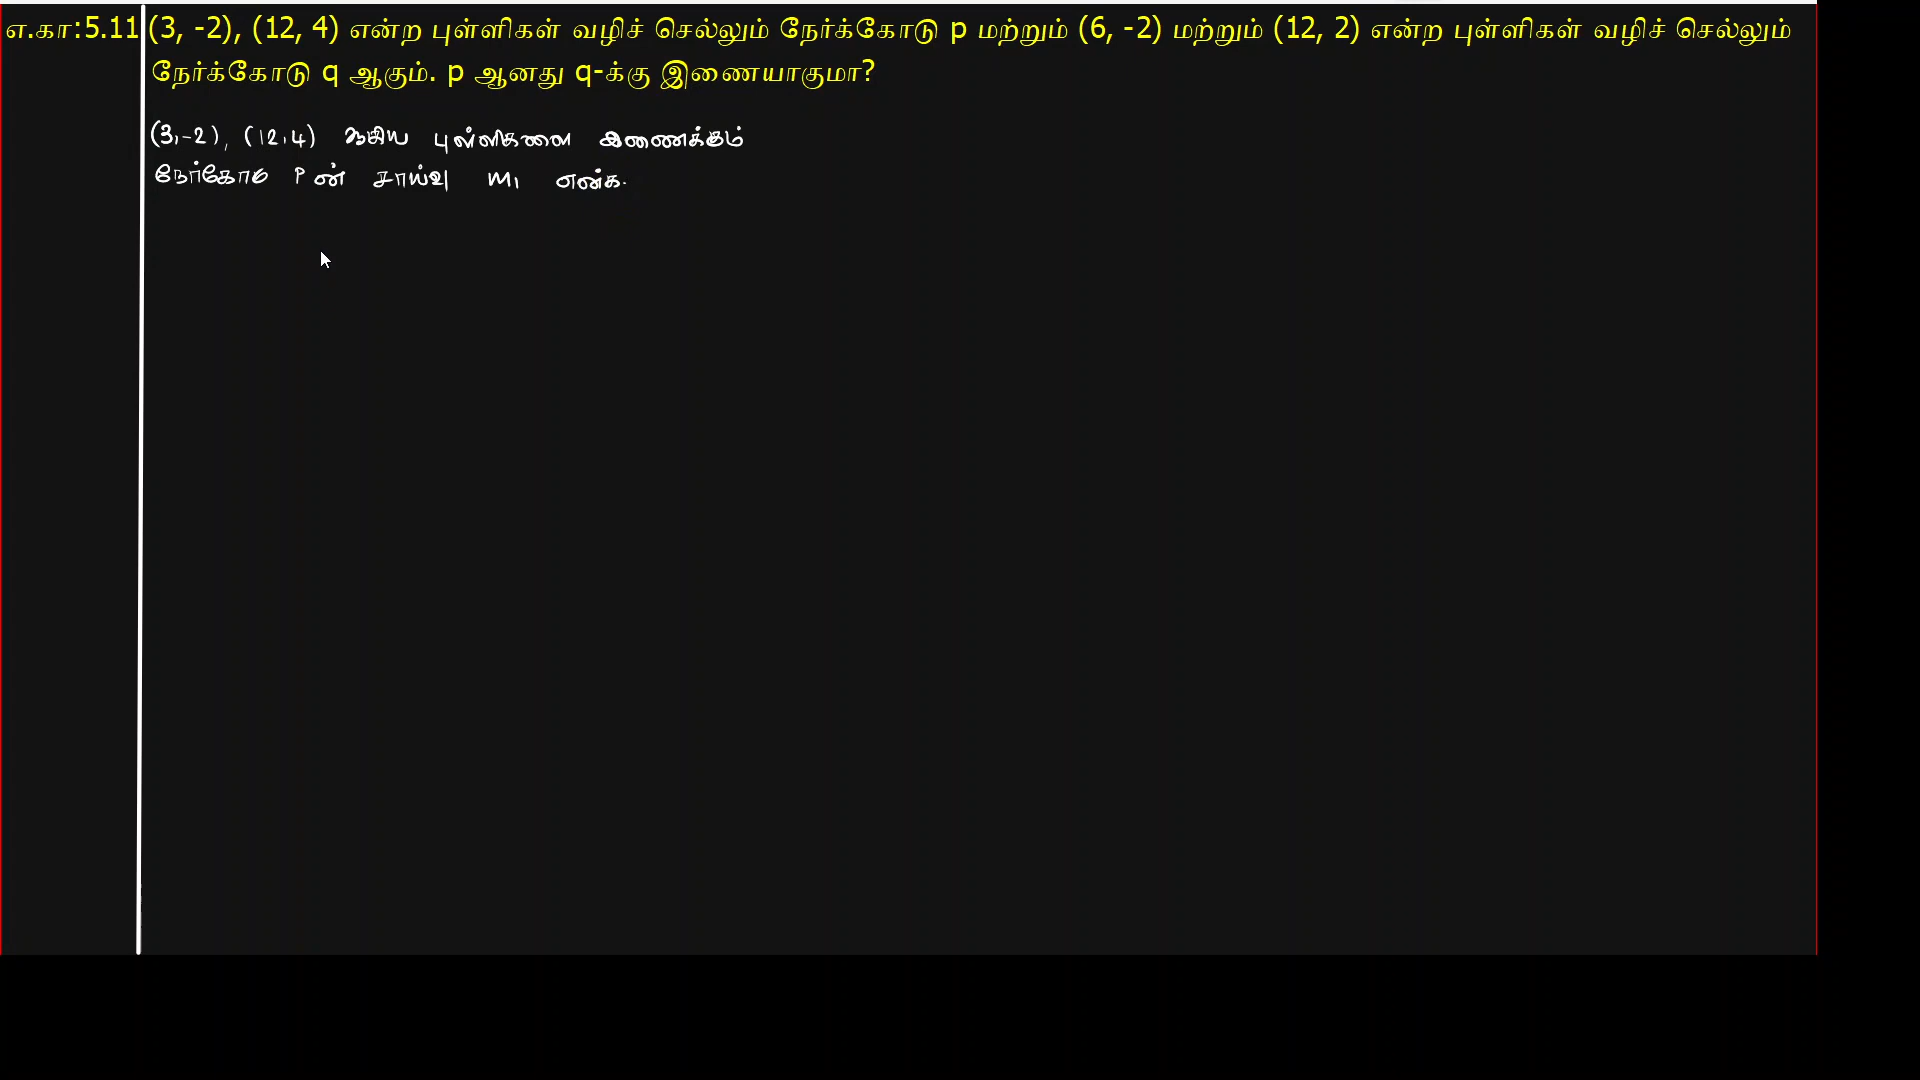 எ.கா:5.11 (3, -2), (12, 4) என்ற புள்ளிகள் வழிச் செல்லும் நேர்க்கோடு p மற்றும் (6, -2) மற்றும் (12, 2) என்ற புள்ளிகள் வழிச் செல்லும்
நேர்க்கோடு q ஆகும். p ஆனது q-க்கு இணையாகுமா?
(3,-2), (12,4) ஆகிய புள்ளிகளை இணைக்கும்
நேர்கோடு P ன் சாய்வு m₁ என்க.